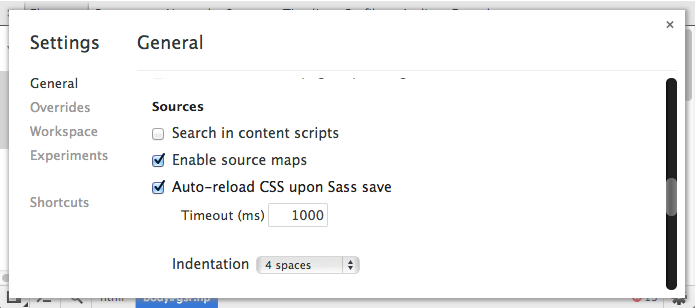 Settings
General
Overrides
Workspace
Experiments
Shortcuts
×
General
Sources
Search in content scripts
Enable source maps
Auto-reload CSS upon Sass save
Timeout (ms) 1000
Indentation 4 spaces
html